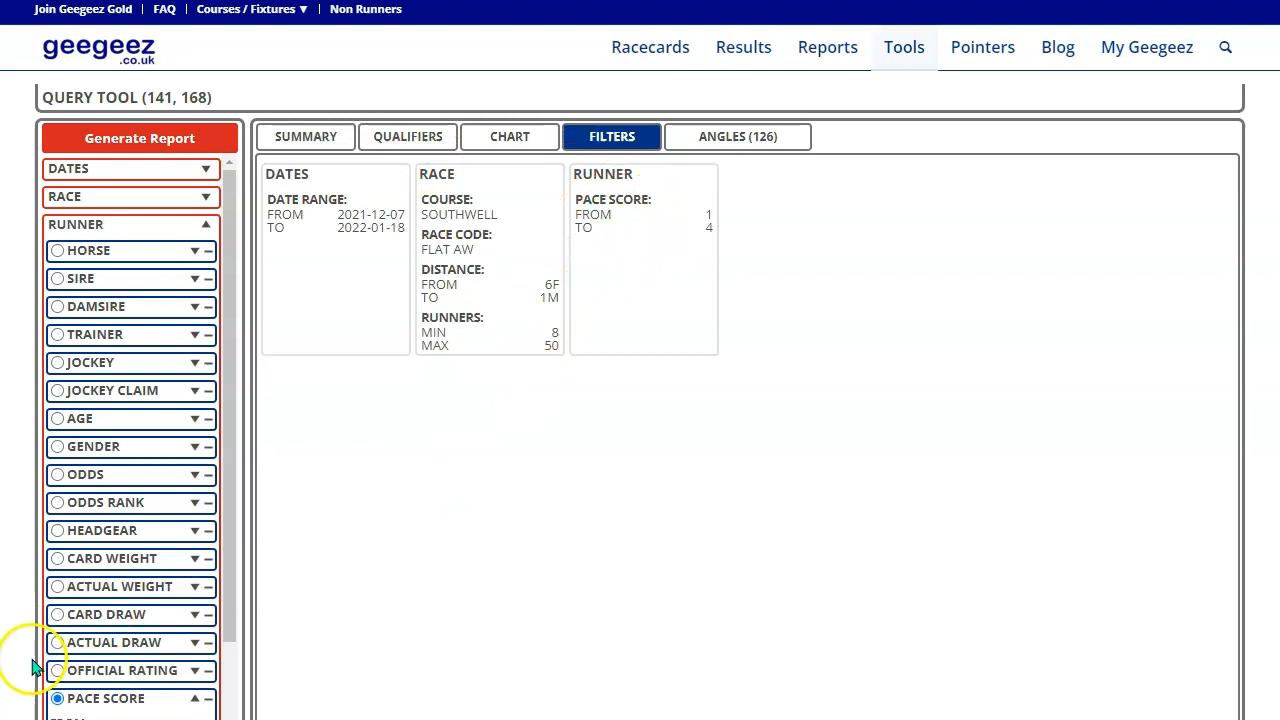 Join Geegeez Gold | FAQ | Courses / Fixtures ▼ | Non Runners
geegeez
.co.uk
Racecards Results Reports Tools Pointers Blog My Geegeez
QUERY TOOL (141, 168)
Generate Report
SUMMARY QUALIFIERS CHART FILTERS ANGLES (126)
DATES
RACE
RUNNER
HORSE
SIRE
DAMSIRE
TRAINER
JOCKEY
JOCKEY CLAIM
AGE
GENDER
ODDS
ODDS RANK
HEADGEAR
CARD WEIGHT
ACTUAL WEIGHT
CARD DRAW
ACTUAL DRAW
OFFICIAL RATING
PACE SCORE
DATES
DATE RANGE:
FROM 2021-12-07
TO 2022-01-18
RACE
COURSE:
SOUTHWELL
RACE CODE:
FLAT AW
DISTANCE:
FROM 6F
TO 1M
RUNNERS:
MIN 8
MAX 50
RUNNER
PACE SCORE:
FROM 1
TO 4